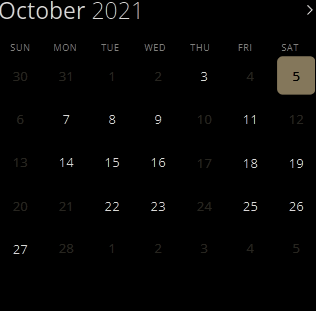 October 2021 >
SUN MON TUE WED THU FRI SAT
30 31 1 2 3 4 5
6 7 8 9 10 11 12
13 14 15 16 17 18 19
20 21 22 23 24 25 26
27 28 1 2 3 4 5